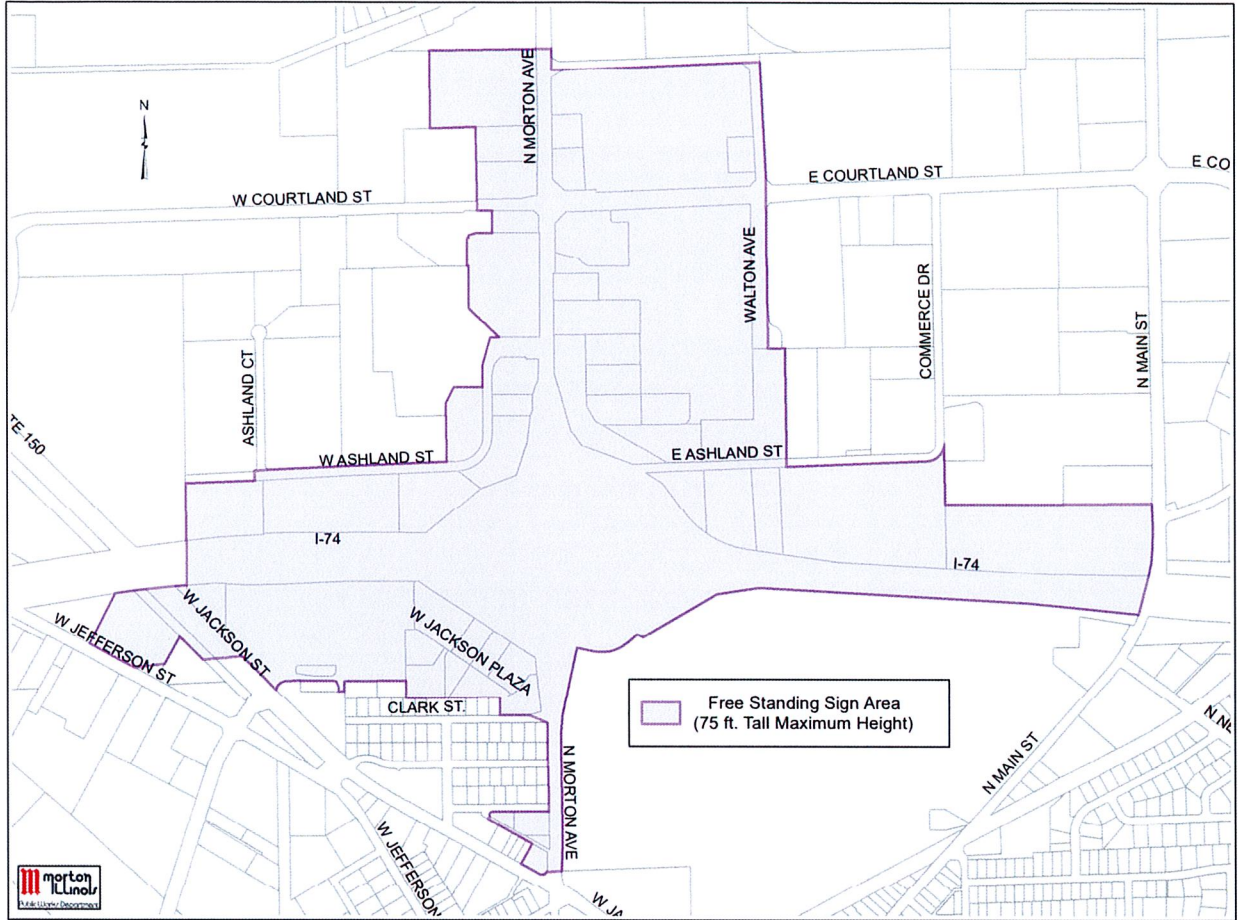 N
N MORTON AVE
E CO
E COURTLAND ST
W COURTLAND ST
WALTON AVE
COMMERCE DR
N MAIN ST
ASHLAND CT
TE 150
W ASHLAND ST
E ASHLAND ST
I-74
I-74
W JACKSON ST
W JEFFERSON ST
W JACKSON PLAZA
CLARK ST.
Free Standing Sign Area
(75 ft. Tall Maximum Height)
N NE
N MAIN ST
N MORTON AVE
W JEFFERSON
W JA
morton
ILLinois
Public Works Department